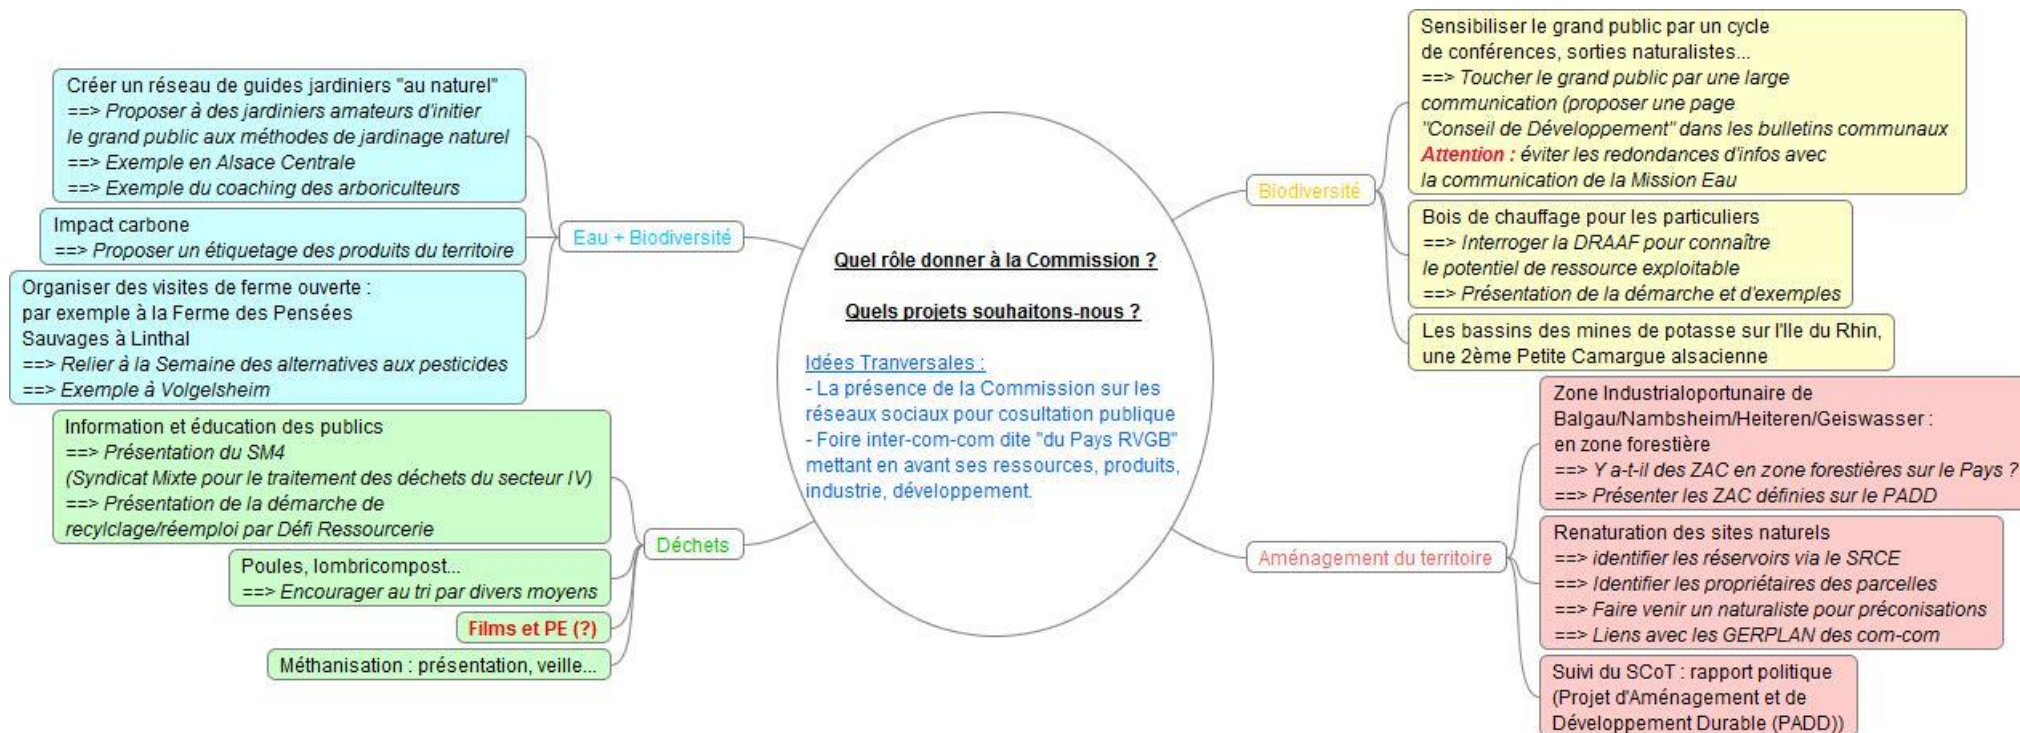 Quel rôle donner à la Commission ?
Quels projets souhaitons-nous ?
Idées Tranversales :
- La présence de la Commission sur les
réseaux sociaux pour cosultation publique
- Foire inter-com-com dite "du Pays RVGB"
mettant en avant ses ressources, produits,
industrie, développement.
Eau + Biodiversité
Créer un réseau de guides jardiniers "au naturel"
==> Proposer à des jardiniers amateurs d'initier
le grand public aux méthodes de jardinage naturel
==> Exemple en Alsace Centrale
==> Exemple du coaching des arboriculteurs
Impact carbone
==> Proposer un étiquetage des produits du territoire
Organiser des visites de ferme ouverte :
par exemple à la Ferme des Pensées
Sauvages à Linthal
==> Relier à la Semaine des alternatives aux pesticides
==> Exemple à Volgelsheim
Déchets
Information et éducation des publics
==> Présentation du SM4
(Syndicat Mixte pour le traitement des déchets du secteur IV)
==> Présentation de la démarche de
recylclage/réemploi par Défi Ressourcerie
Poules, lombricompost...
==> Encourager au tri par divers moyens
Films et PE (?)
Méthanisation : présentation, veille...
Biodiversité
Sensibiliser le grand public par un cycle
de conférences, sorties naturalistes...
==> Toucher le grand public par une large
communication (proposer une page
"Conseil de Développement" dans les bulletins communaux
Attention : éviter les redondances d'infos avec
la communication de la Mission Eau
Bois de chauffage pour les particuliers
==> Interroger la DRAAF pour connaître
le potentiel de ressource exploitable
==> Présentation de la démarche et d'exemples
Les bassins des mines de potasse sur l'Ile du Rhin,
une 2ème Petite Camargue alsacienne
Aménagement du territoire
Zone Industrialoportunaire de
Balgau/Nambsheim/Heiteren/Geiswasser :
en zone forestière
==> Y a-t-il des ZAC en zone forestières sur le Pays ?
==> Présenter les ZAC définies sur le PADD
Renaturation des sites naturels
==> identifier les réservoirs via le SRCE
==> Identifier les propriétaires des parcelles
==> Faire venir un naturaliste pour préconisations
==> Liens avec les GERPLAN des com-com
Suivi du SCoT : rapport politique
(Projet d'Aménagement et de
Développement Durable (PADD))